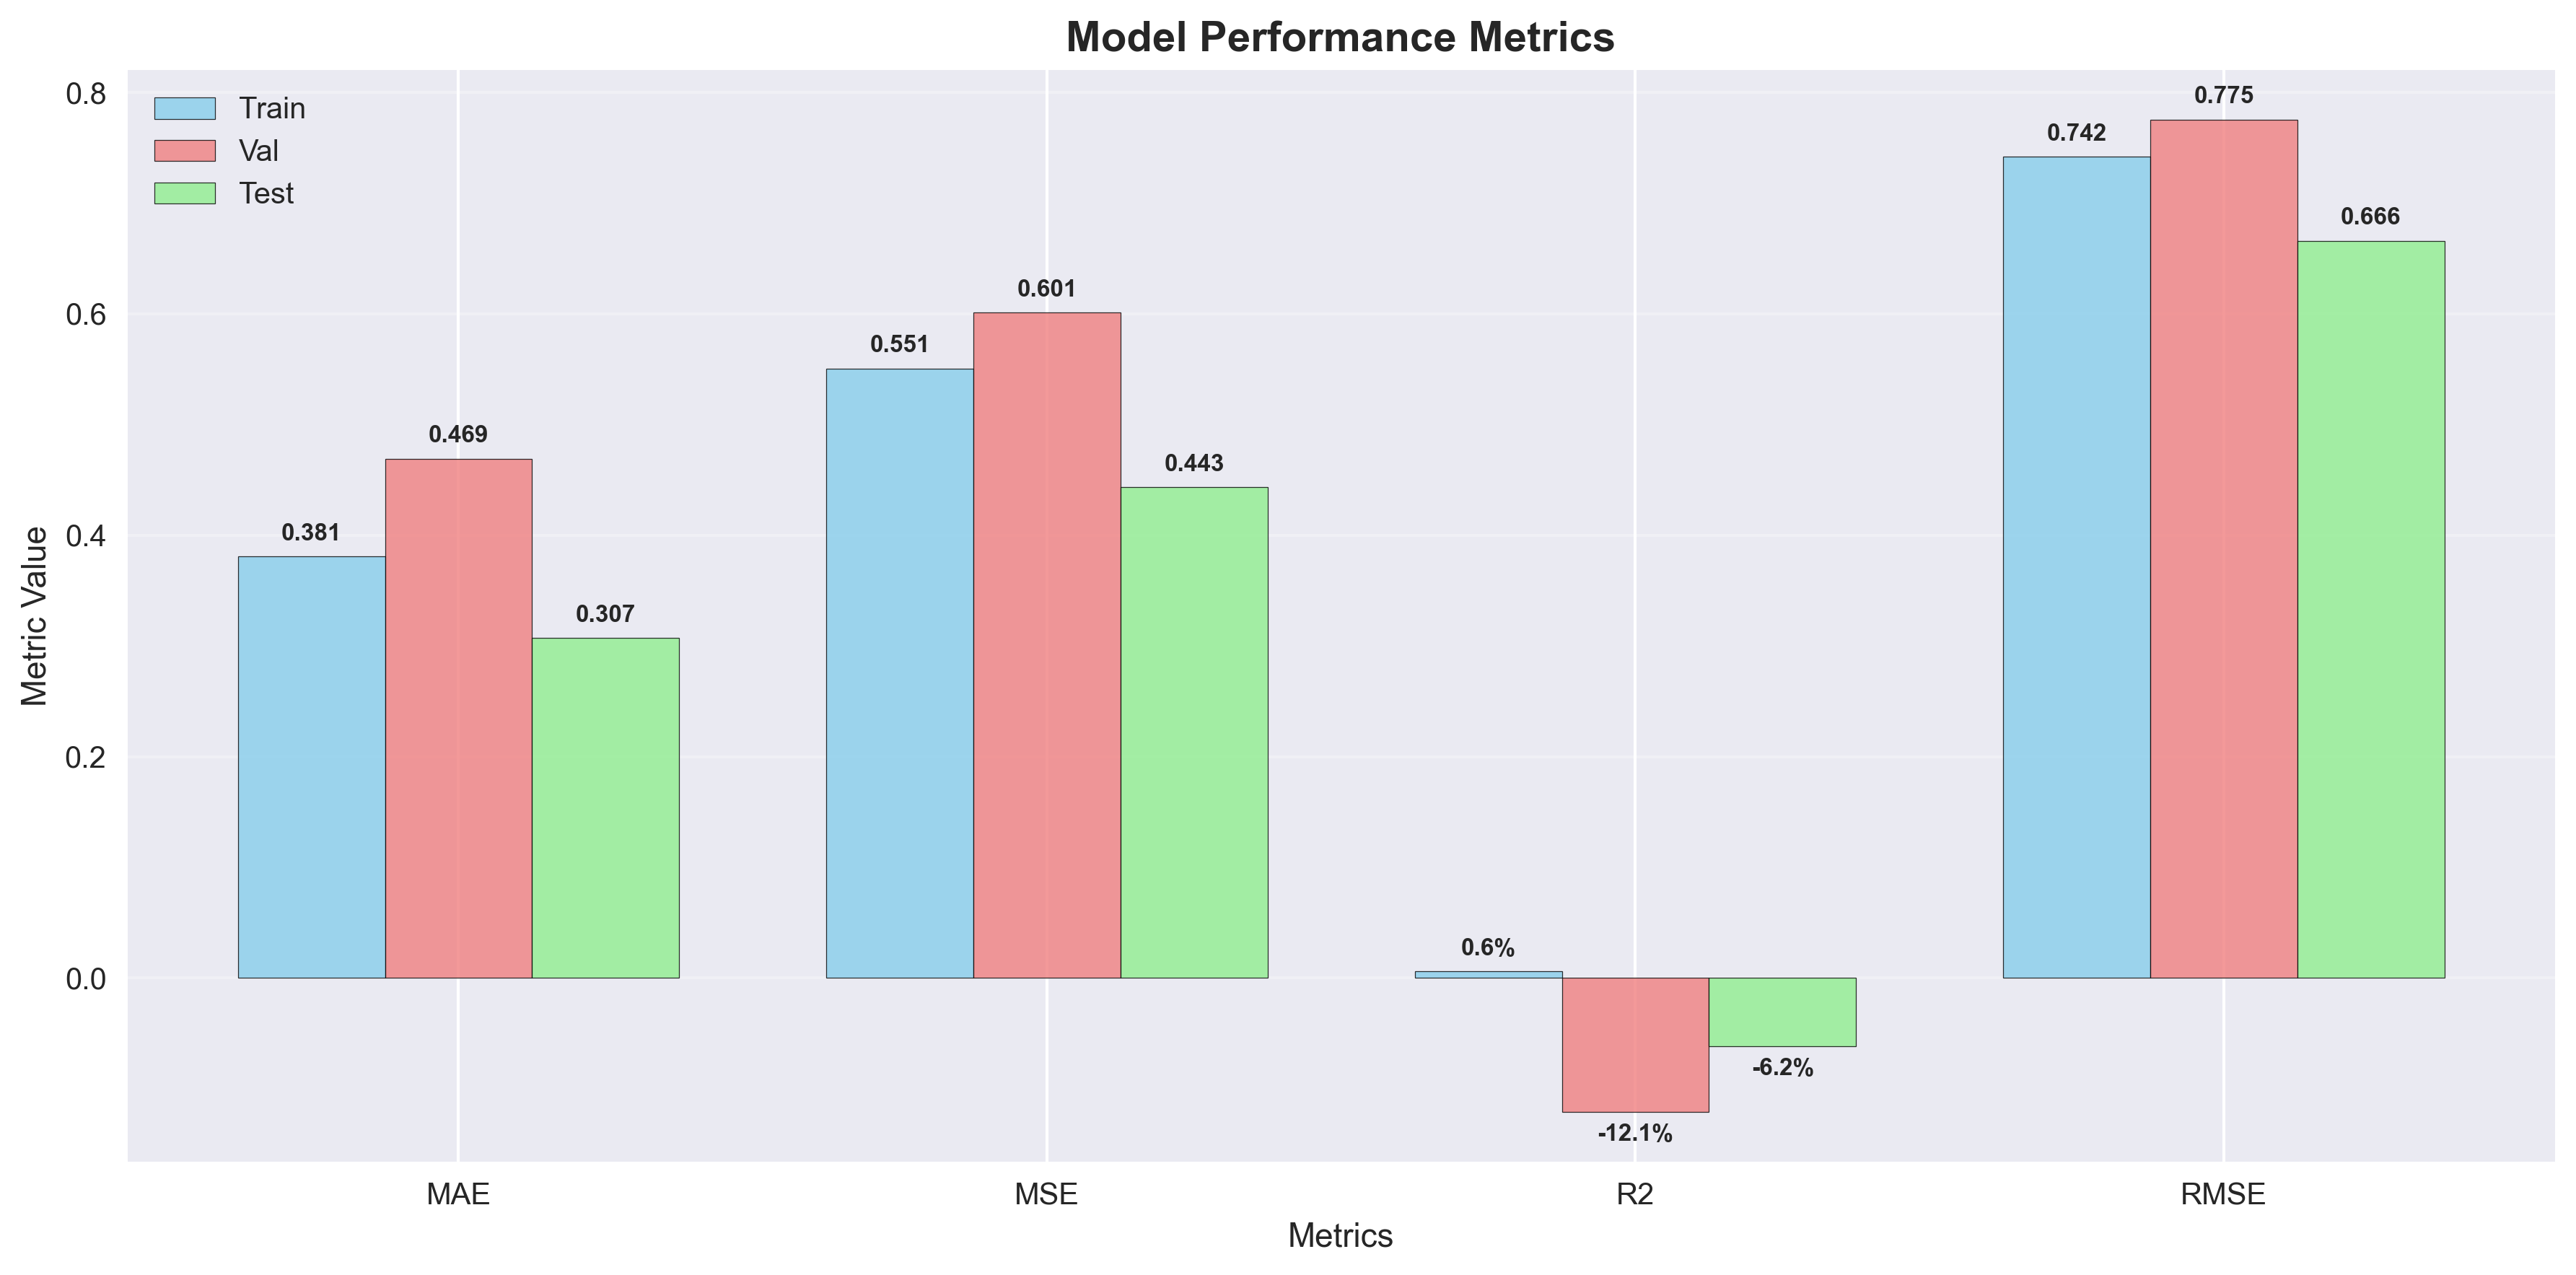 Model Performance Metrics
Train
Val
Test
Metric Value
0.8
0.6
0.4
0.2
0.0
0.381
0.469
0.307
0.551
0.601
0.443
0.6%
-12.1%
-6.2%
0.742
0.775
0.666
MAE
MSE
R2
RMSE
Metrics